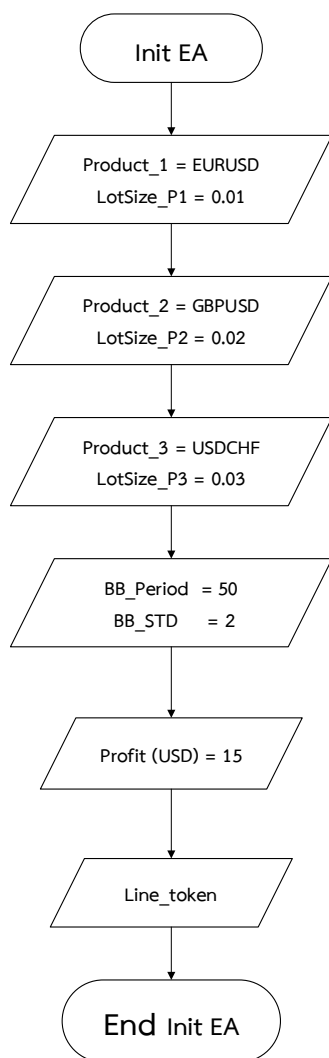 Init EA
Product_1 = EURUSD
LotSize_P1 = 0.01
Product_2 = GBPUSD
LotSize_P2 = 0.02
Product_3 = USDCHF
LotSize_P3 = 0.03
BB_Period = 50
BB_STD = 2
Profit (USD) = 15
Line_token
End Init EA